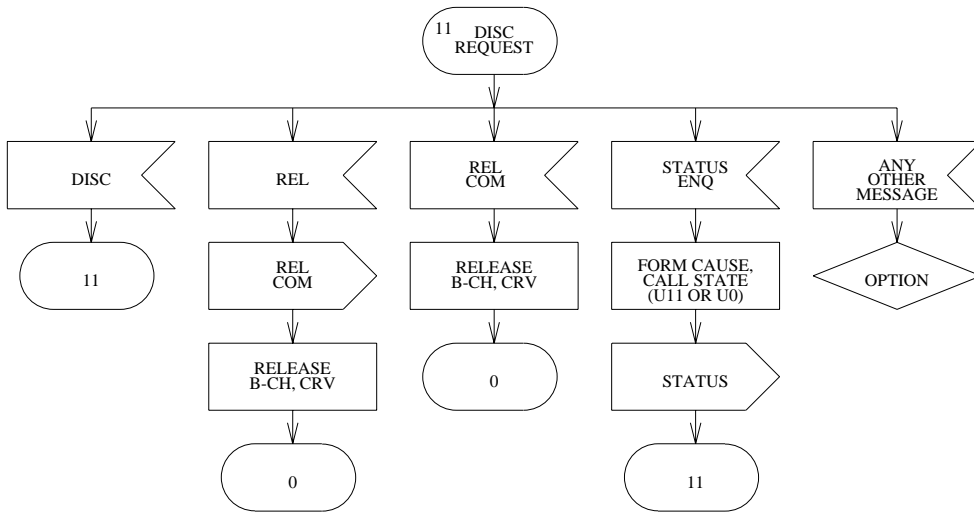 11
DISC
REQUEST
DISC
REL
REL
COM
STATUS
ENQ
ANY
OTHER
MESSAGE
11
REL
COM
RELEASE
B-CH, CRV
FORM CAUSE,
CALL STATE
(U11 OR U0)
OPTION
RELEASE
B-CH, CRV
0
STATUS
0
11